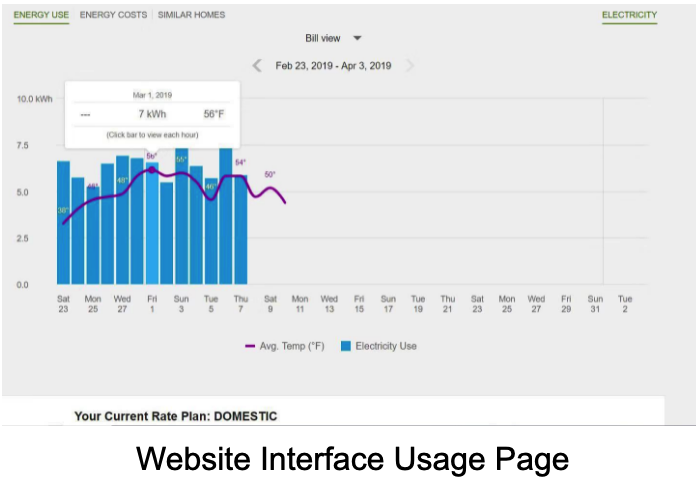 ENERGY USE ENERGY COSTS SIMILAR HOMES ELECTRICITY
Bill view
Feb 23, 2019 - Apr 3, 2019
10.0 kWh
7.5
5.0
2.5
0.0
Mar 1, 2019
--- 7 kWh 56°F
(Click bar to view each hour)
38° 48° 56° 54° 50°
Sat Mon Wed Fri Sun Tue Thu Sat Mon Wed Fri Sun Tue Thu Sat Mon Wed Fri Sun Tue
23 25 27 1 3 5 7 9 11 13 15 17 19 21 23 25 27 29 31 2
Avg. Temp (°F) Electricity Use
Your Current Rate Plan: DOMESTIC
Website Interface Usage Page